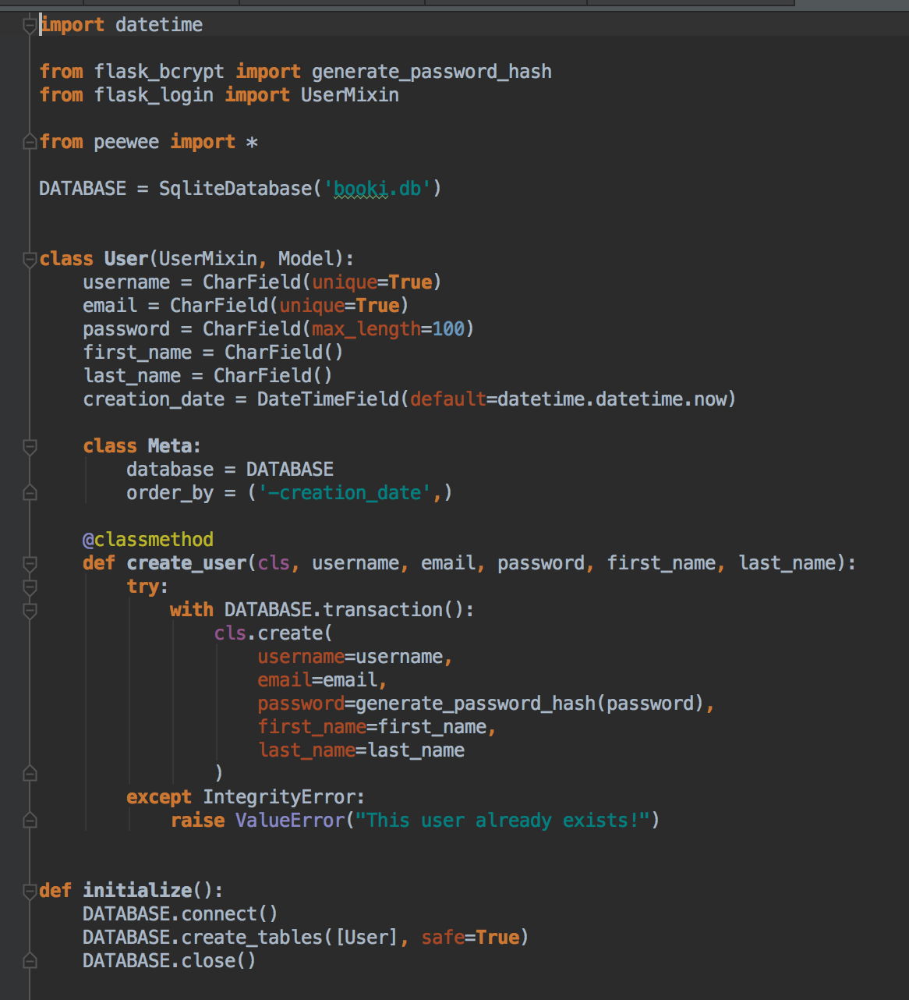 import datetime

from flask_bcrypt import generate_password_hash
from flask_login import UserMixin

from peewee import *

DATABASE = SqliteDatabase('booki.db')


class User(UserMixin, Model):
    username = CharField(unique=True)
    email = CharField(unique=True)
    password = CharField(max_length=100)
    first_name = CharField()
    last_name = CharField()
    creation_date = DateTimeField(default=datetime.datetime.now)

    class Meta:
        database = DATABASE
        order_by = ('-creation_date',)

    @classmethod
    def create_user(cls, username, email, password, first_name, last_name):
        try:
            with DATABASE.transaction():
                cls.create(
                    username=username,
                    email=email,
                    password=generate_password_hash(password),
                    first_name=first_name,
                    last_name=last_name
                )
        except IntegrityError:
            raise ValueError("This user already exists!")


def initialize():
    DATABASE.connect()
    DATABASE.create_tables([User], safe=True)
    DATABASE.close()